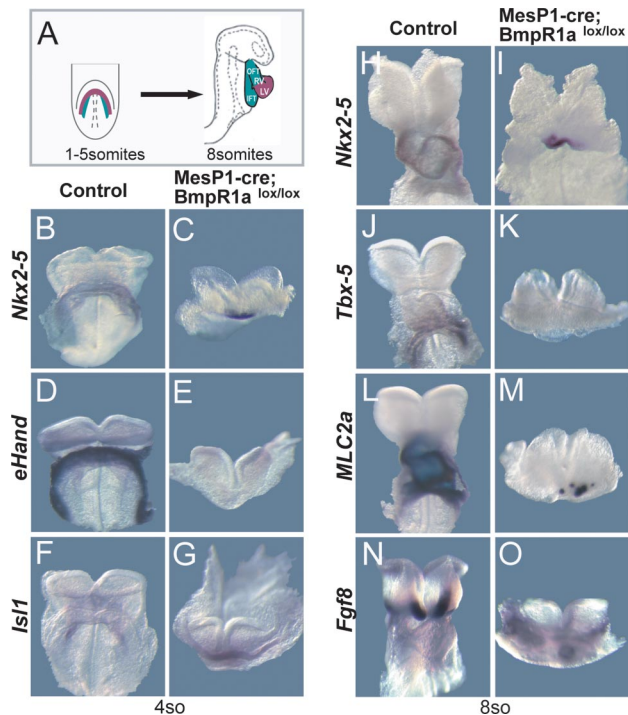 A
OFT
RV
LV
IFT
1-5somites
8somites
Control
MesP1-cre;
BmpR1a lox/lox
Nkx2-5
B
C
eHand
D
E
Isl1
F
G
4so
Control
MesP1-cre;
BmpR1a lox/lox
Nkx2-5
H
I
Tbx-5
J
K
MLC2a
L
M
Fgf8
N
O
8so